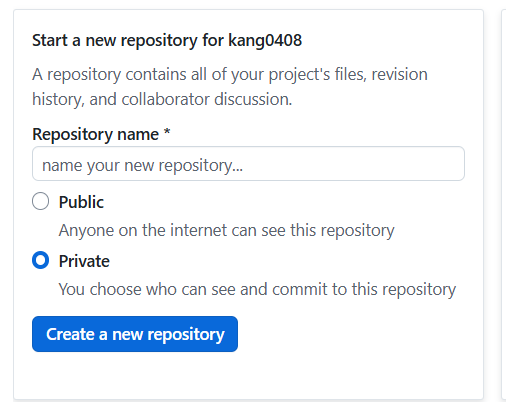 Start a new repository for kang0408
A repository contains all of your project's files, revision
history, and collaborator discussion.
Repository name *
name your new repository...
Public
Anyone on the internet can see this repository
Private
You choose who can see and commit to this repository
Create a new repository